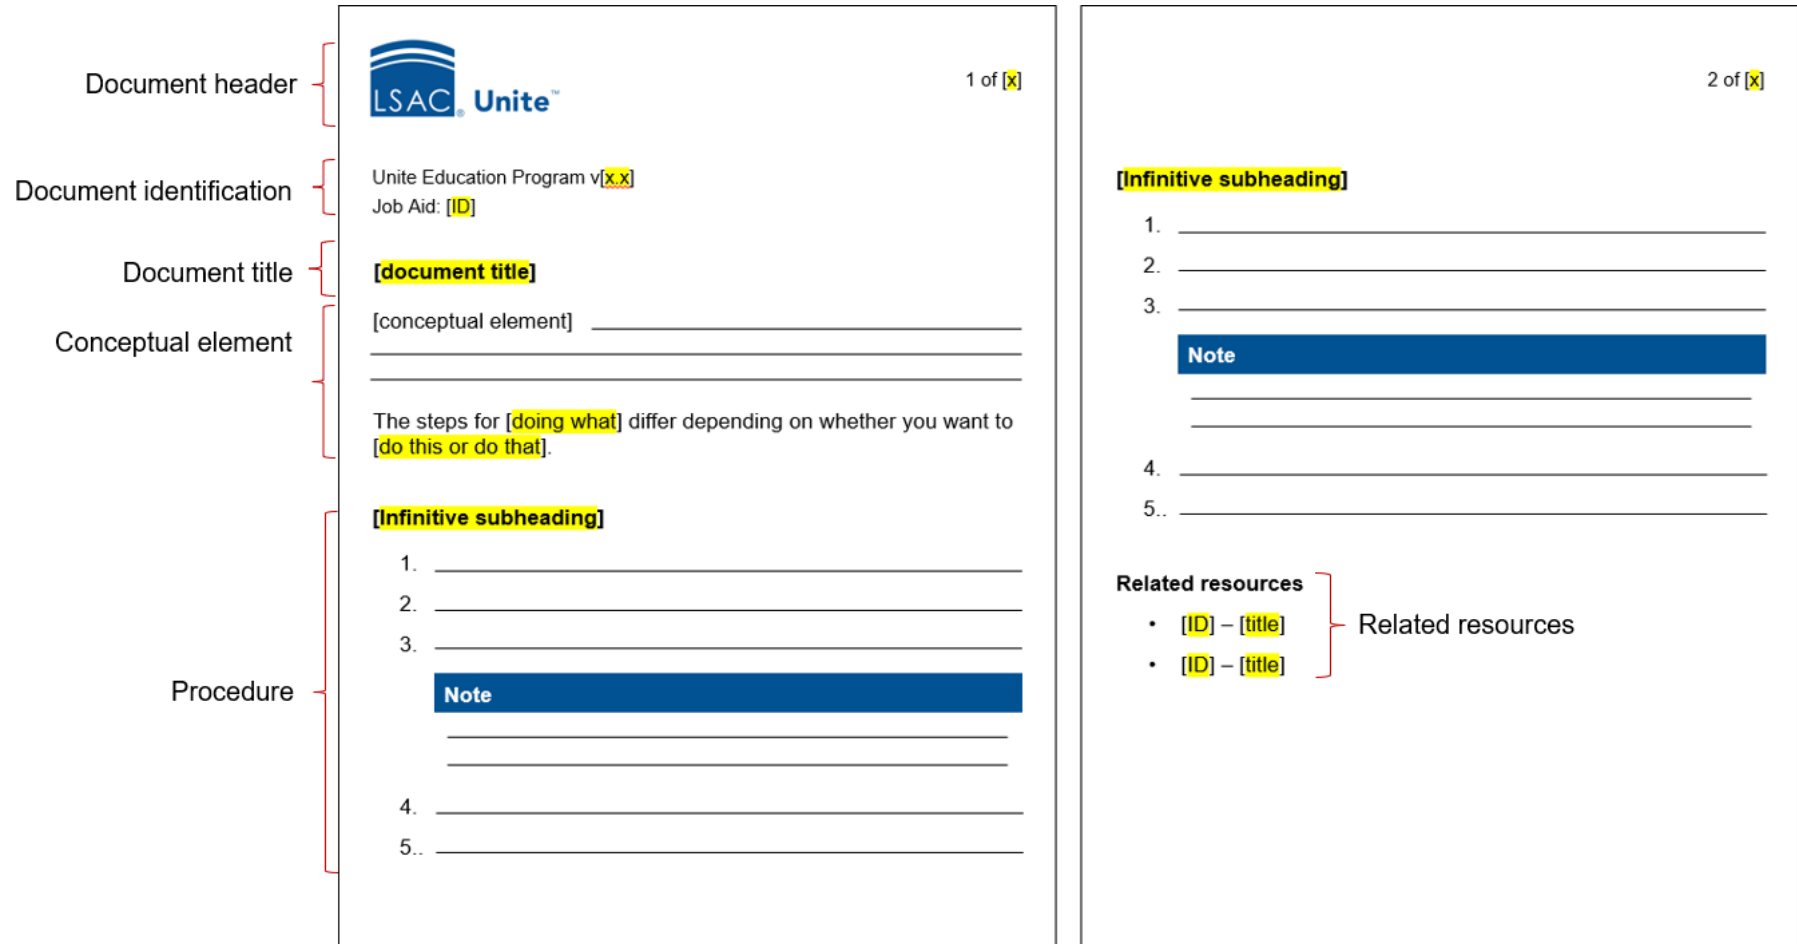 Document header
LSAC® Unite™
1 of [x]
Document identification
Unite Education Program v[x.x]
Job Aid: [ID]
Document title
[document title]
Conceptual element
[conceptual element]
The steps for [doing what] differ depending on whether you want to
[do this or do that].
Procedure
[Infinitive subheading]
1.
2.
3.
Note
4.
5..
2 of [x]
[Infinitive subheading]
1.
2.
3.
Note
4.
5..
Related resources
• [ID] – [title]
• [ID] – [title]
Related resources